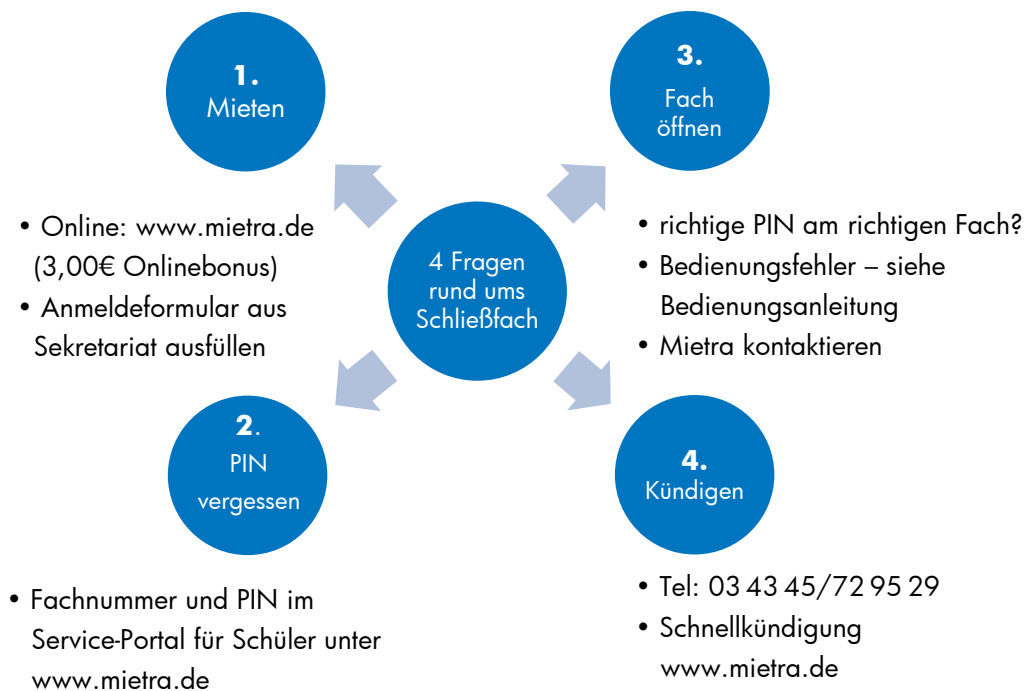 1.
Mieten
• Online: www.mietra.de
(3,00€ Onlinebonus)
• Anmeldeformular aus
Sekretariat ausfüllen
4 Fragen
rund ums
Schließfach
3.
Fach
öffnen
• richtige PIN am richtigen Fach?
• Bedienungsfehler – siehe
Bedienungsanleitung
• Mietra kontaktieren
2.
PIN
vergessen
• Fachnummer und PIN im
Service-Portal für Schüler unter
www.mietra.de
4.
Kündigen
• Tel: 03 43 45/72 95 29
• Schnellkündigung
www.mietra.de